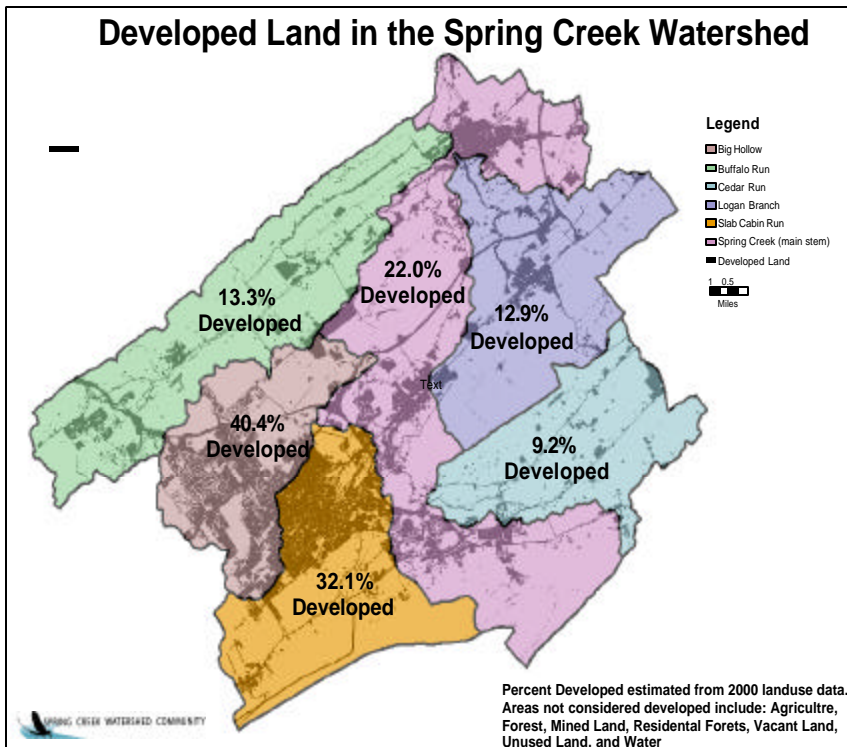 Developed Land in the Spring Creek Watershed
Legend
Big Hollow
Buffalo Run
Cedar Run
Logan Branch
Slab Cabin Run
Spring Creek (main stem)
Developed Land
1 0.5
Miles
22.0%
Developed
13.3%
Developed
12.9%
Developed
Text
40.4%
Developed
9.2%
Developed
32.1%
Developed
Percent Developed estimated from 2000 landuse data.
Areas not considered developed include: Agricultre,
Forest, Mined Land, Residental Forets, Vacant Land,
Unused Land, and Water
SPRING CREEK WATERSHED COMMUNITY